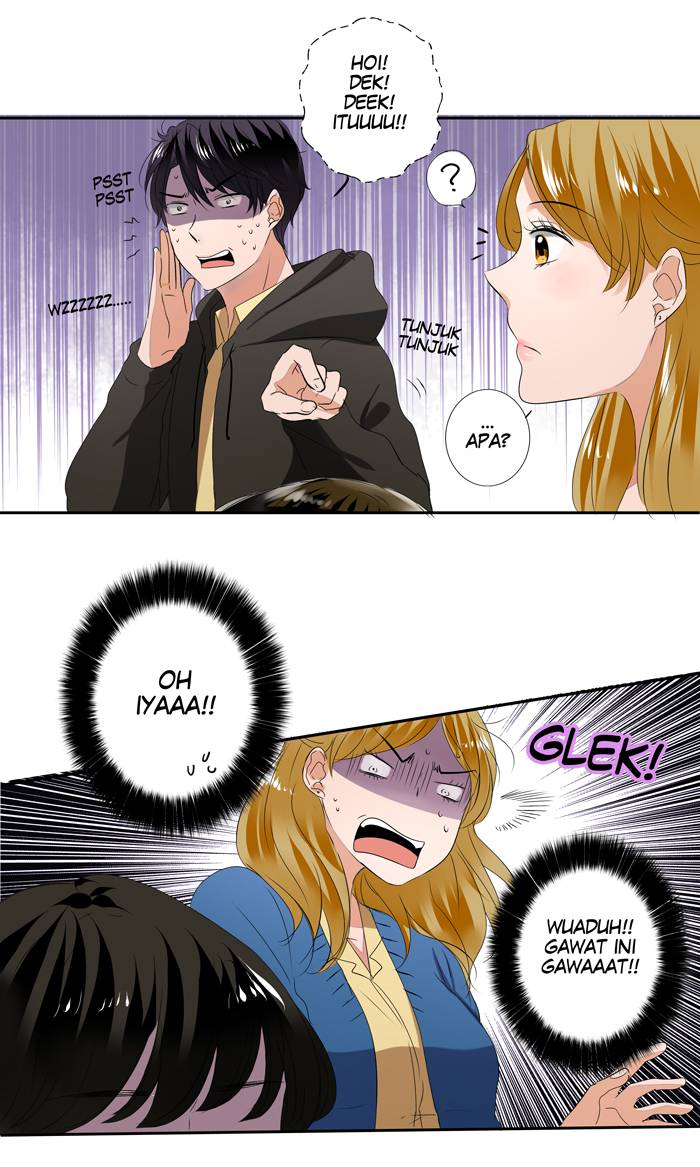 HOI!
DEK!
DEEK!
ITUUUU!!
PSST
PSST
?
WZZZZZZ.....
TUNJUK
TUNJUK
...
APA?
OH
IYAAA!!
GLEK!
WUADUH!!
GAWAT INI
GAWAAAT!!